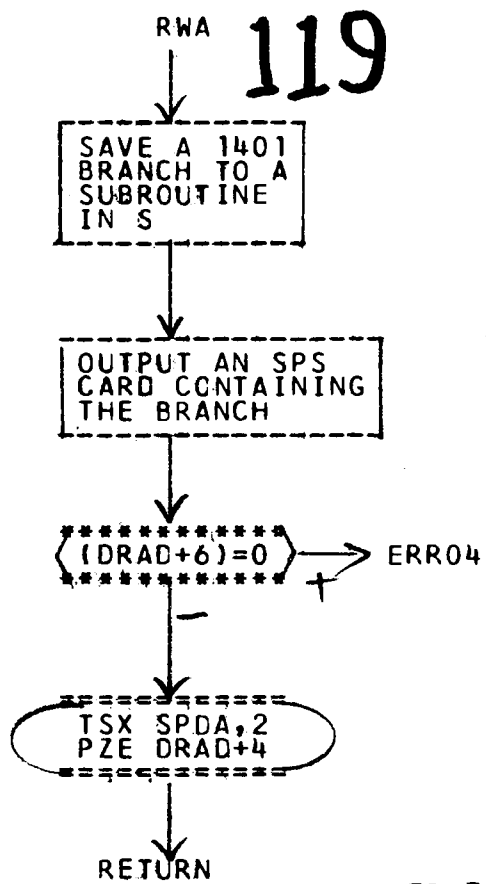 RWA
119
SAVE A 1401
BRANCH TO A
SUBROUTINE
IN S
OUTPUT AN SPS
CARD CONTAINING
THE BRANCH
(DRAD+6)=0
ERR04
+
-
TSX SPDA,2
PZE DRAD+4
RETURN